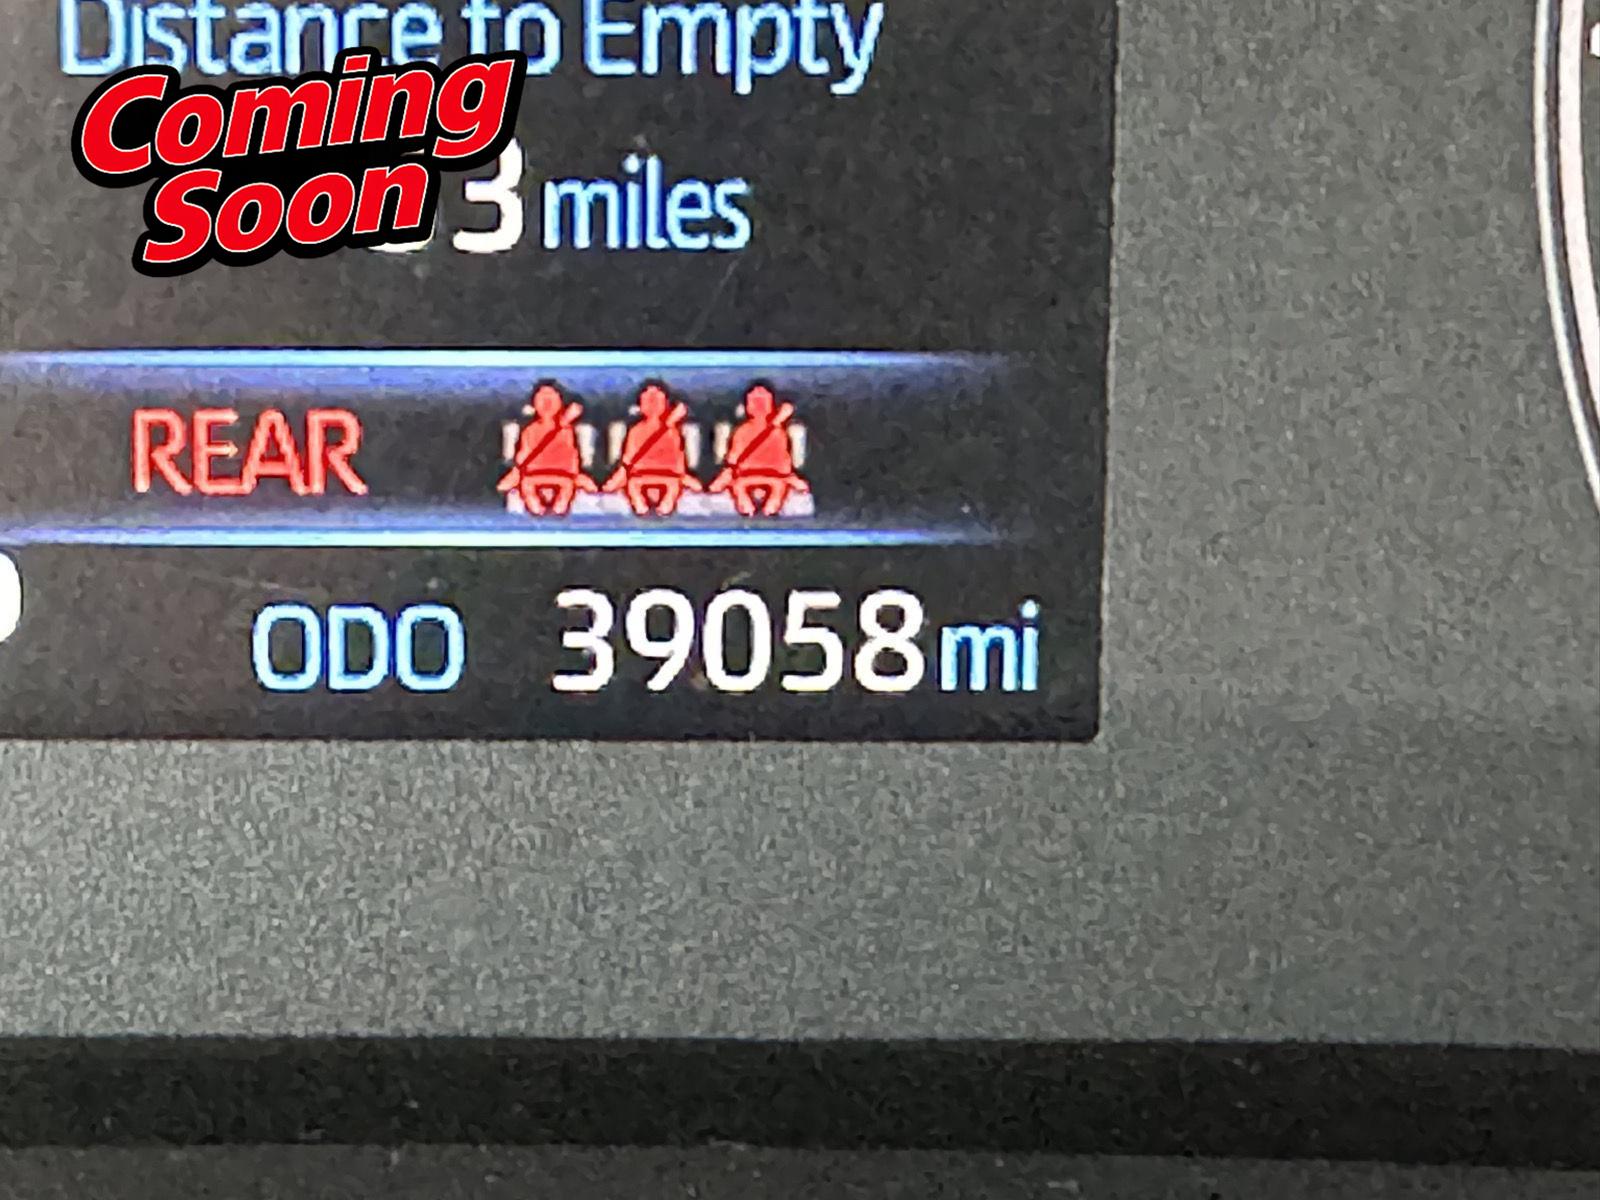 Distance to Empty
Coming
Soon
3 miles
REAR
ODO 39058 mi